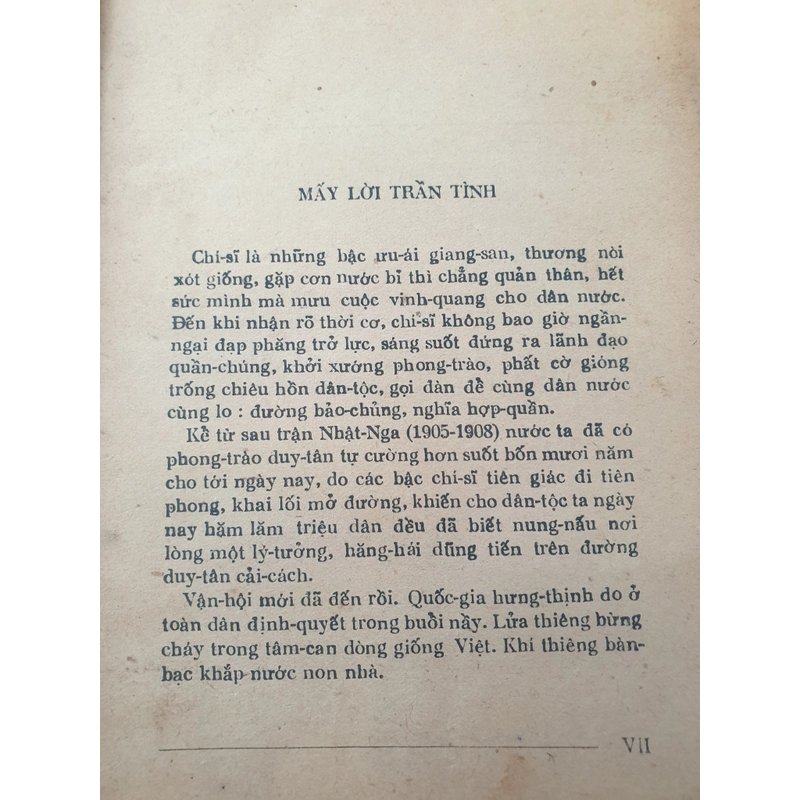 MẤY LỜI TRẦN TÌNH
Chí-sĩ là những bậc ưu-ái giang-san, thương nòi
xót giống, gặp cơn nước bĩ thì chẳng quản thân, hết
sức mình mà mưu cuộc vinh-quang cho dân nước.
Đến khi nhận rõ thời cơ, chí-sĩ không bao giờ ngần-
ngại đạp phăng trở lực, sáng suốt đứng ra lãnh đạo
quần-chúng, khởi xướng phong-trào, phất cờ gióng
trống chiêu hồn dân-tộc, gọi đàn để cùng dân nước
cùng lo : đường bảo-chủng, nghĩa hợp-quần.
Kể từ sau trận Nhật-Nga (1905-1908) nước ta đã có
phong-trào duy-tân tự cường hơn suốt bốn mươi năm
cho tới ngày nay, do các bậc chí-sĩ tiên giác đi tiên
phong, khai lối mở đường, khiến cho dân-tộc ta ngày
nay hăm lăm triệu dân đều đã biết nung-nấu nơi
lòng một lý-tưởng, hăng-hái dũng tiến trên đường
duy-tân cải-cách.
Vận-hội mới đã đến rồi. Quốc-gia hưng-thịnh do ở
toàn dân định-quyết trong buổi nầy. Lửa thiêng bừng
cháy trong tâm-can dòng giống Việt. Khí thiêng bàn-
bạc khắp nước non nhà.
VII